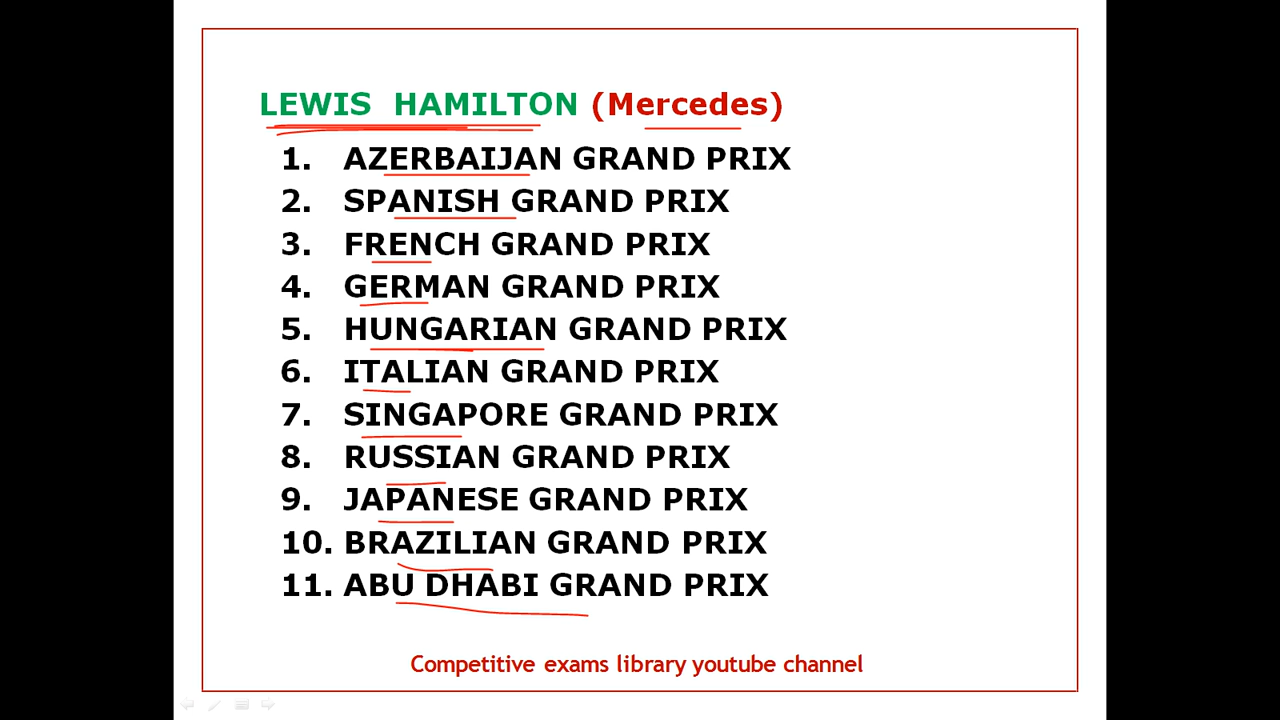 LEWIS HAMILTON (Mercedes)
1. AZERBAIJAN GRAND PRIX
2. SPANISH GRAND PRIX
3. FRENCH GRAND PRIX
4. GERMAN GRAND PRIX
5. HUNGARIAN GRAND PRIX
6. ITALIAN GRAND PRIX
7. SINGAPORE GRAND PRIX
8. RUSSIAN GRAND PRIX
9. JAPANESE GRAND PRIX
10. BRAZILIAN GRAND PRIX
11. ABU DHABI GRAND PRIX
Competitive exams library youtube channel